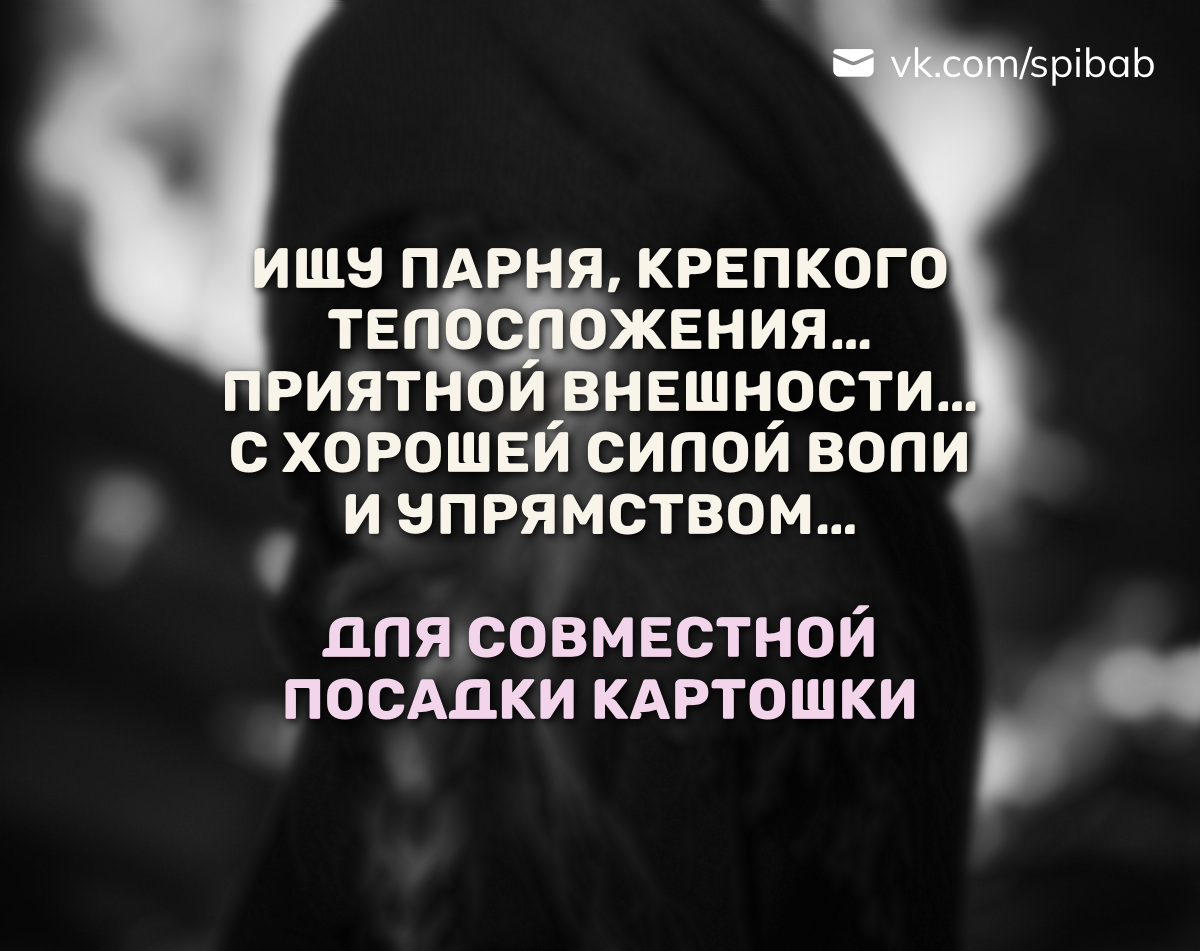 vk.com/spibab
ИЩУ ПАРНЯ, КРЕПКОГО
ТЕЛОСЛОЖЕНИЯ...
ПРИЯТНОЙ ВНЕШНОСТИ...
С ХОРОШЕЙ СИЛОЙ ВОЛИ
И УПРЯМСТВОМ...
ДЛЯ СОВМЕСТНОЙ
ПОСАДКИ КАРТОШКИ